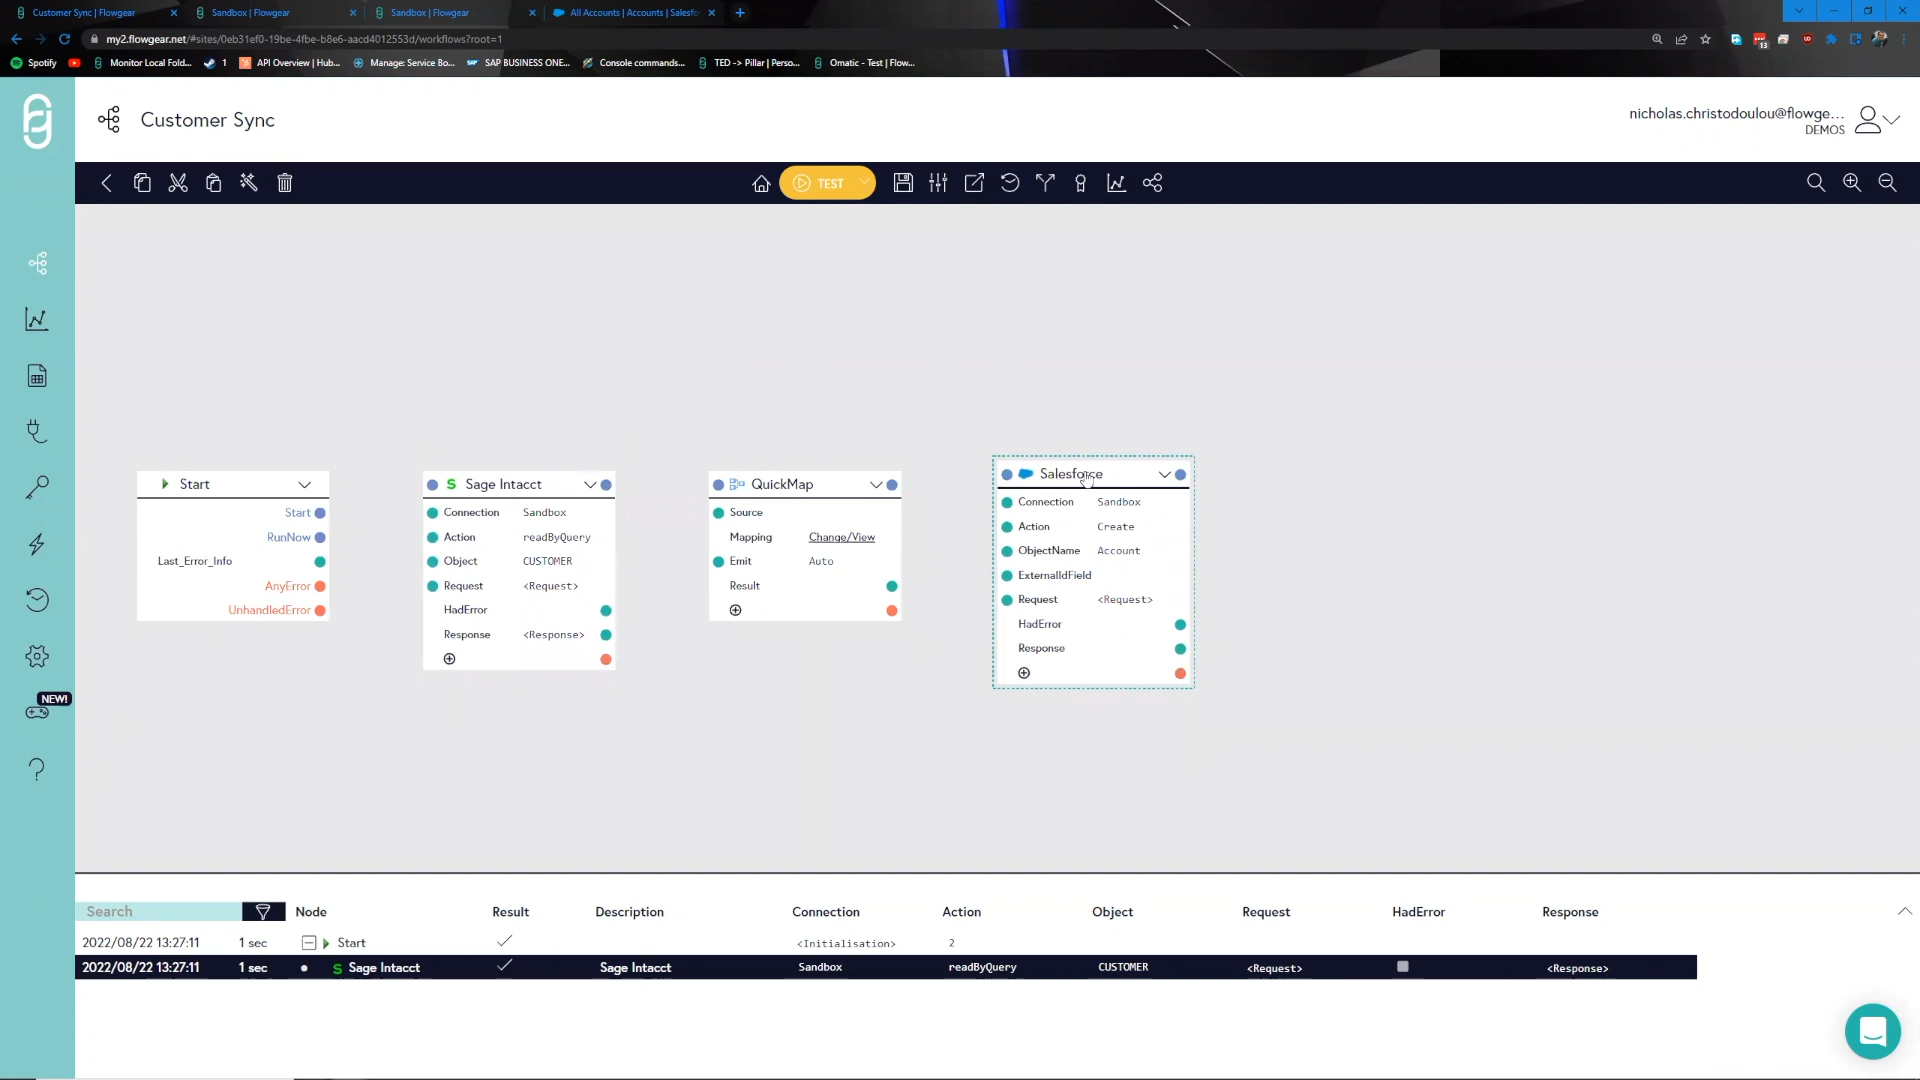 Customer Sync | Flowgear
Sandbox | Flowgear
Sandbox | Flowgear
All Accounts | Accounts | Salesfo
my2.flowgear.net/#sites/0eb31ef0-19be-4fbe-b8e6-aacd4012553d/workflows?root=1
13
Spotify
Monitor Local Fold...
1
API Overview | Hub...
Manage: Service Bo...
SAP BUSINESS ONE...
Console commands...
TED -> Pillar | Perso...
Omatic - Test | Flow...
Customer Sync
nicholas.christodoulou@flowge...
DEMOS
TEST
NEW!
Start
Start
RunNow
Last_Error_Info
AnyError
UnhandledError
S Sage Intacct
Connection Sandbox
Action readByQuery
Object CUSTOMER
Request <Request>
HadError
Response <Response>
QuickMap
Source
Mapping Change/View
Emit Auto
Result
Salesforce
Connection Sandbox
Action Create
ObjectName Account
ExternalIdField
Request <Request>
HadError
Response
Search Node Result Description Connection Action Object Request HadError Response
2022/08/22 13:27:11 1 sec Start <Initialisation> 2
2022/08/22 13:27:11 1 sec S Sage Intacct Sage Intacct Sandbox readByQuery CUSTOMER <Request> <Response>